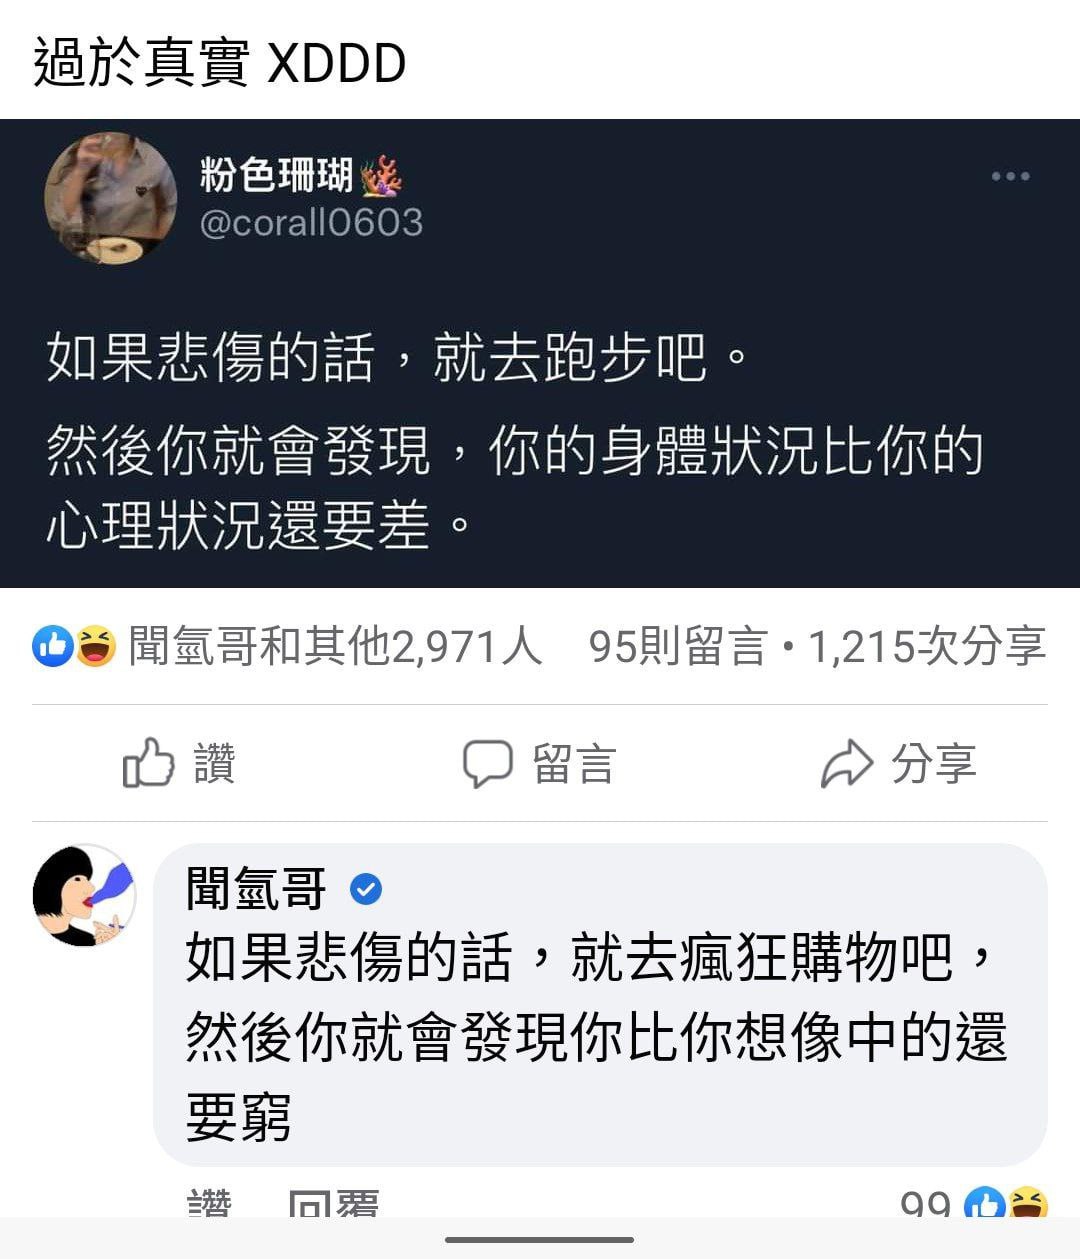 過於真實 XDDD
粉色珊瑚🪸
@corall0603
如果悲傷的話，就去跑步吧。
然後你就會發現，你的身體狀況比你的
心理狀況還要差。
聞氫哥和其他2,971人 95則留言•1,215次分享
讚 留言 分享
聞氫哥
如果悲傷的話，就去瘋狂購物吧，
然後你就會發現你比你想像中的還
要窮
讚 回覆 99